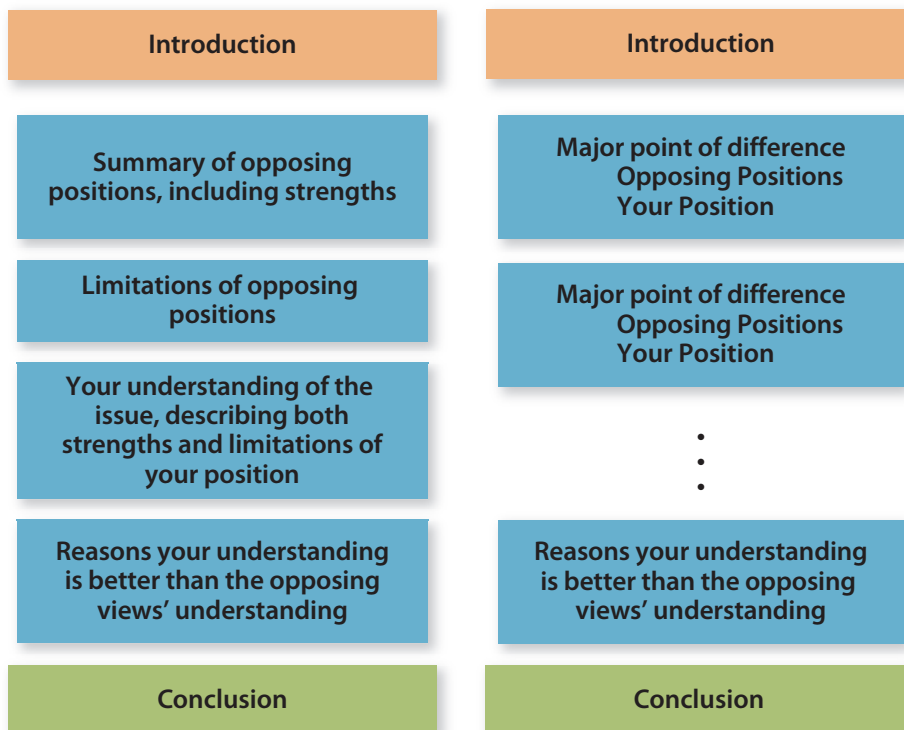 Introduction
Summary of opposing
positions, including strengths
Limitations of opposing
positions
Your understanding of the
issue, describing both
strengths and limitations of
your position
Reasons your understanding
is better than the opposing
views’ understanding
Conclusion
Introduction
Major point of difference
Opposing Positions
Your Position
Major point of difference
Opposing Positions
Your Position
Reasons your understanding
is better than the opposing
views’ understanding
Conclusion